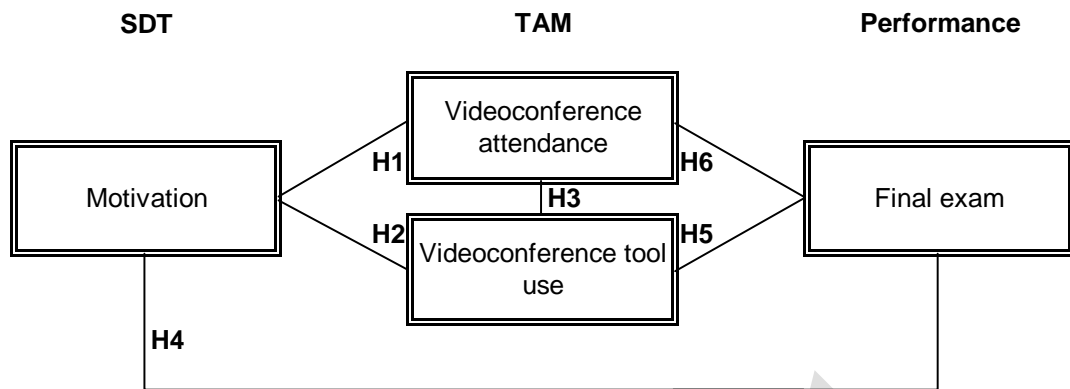 SDT
TAM
Performance
Videoconference
attendance
H1
H6
Motivation
H3
Final exam
H2
H5
Videoconference tool
use
H4